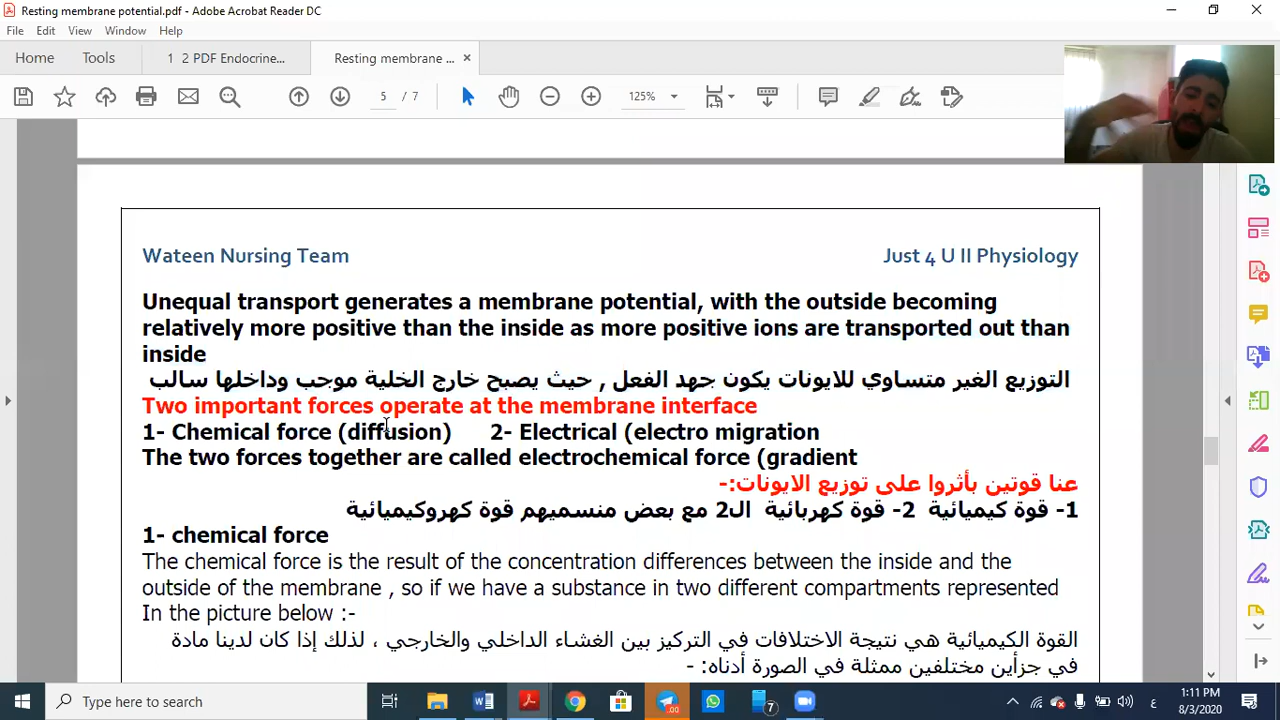 Resting membrane potential.pdf - Adobe Acrobat Reader DC
File Edit View Window Help
Home Tools 1 2 PDF Endocrine... Resting membrane ... ×
5 / 7 125%
Wateen Nursing Team Just 4 U II Physiology
Unequal transport generates a membrane potential, with the outside becoming
relatively more positive than the inside as more positive ions are transported out than
inside
التوزيع الغير متساوي للايونات يكون جهد الفعل , حيث يصبح خارج الخلية موجب وداخلها سالب
Two important forces operate at the membrane interface
1- Chemical force (diffusion) 2- Electrical (electro migration
The two forces together are called electrochemical force (gradient
عنا قوتين بأثروا على توزيع الايونات:-
1- قوة كيميائية 2- قوة كهربائية ال2 مع بعض منسميهم قوة كهروكيميائية
1- chemical force
The chemical force is the result of the concentration differences between the inside and the
outside of the membrane , so if we have a substance in two different compartments represented
In the picture below :-
القوة الكيميائية هي نتيجة الاختلافات في التركيز بين الغشاء الداخلي والخارجي ، لذلك إذا كان لدينا مادة
في جزأين مختلفين ممثلة في الصورة أدناه: -
Type here to search
.00
7
ع
1:11 PM
8/3/2020